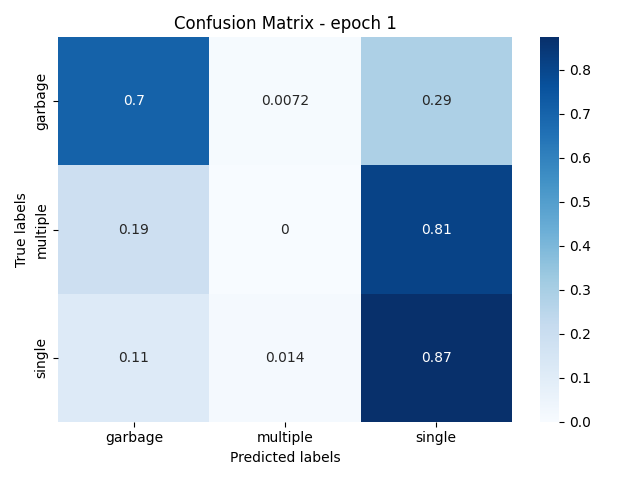 Confusion Matrix - epoch 1
True labels
garbage
0.7 0.0072 0.29
multiple
0.19 0 0.81
single
0.11 0.014 0.87
garbage multiple single
Predicted labels
0.8
0.7
0.6
0.5
0.4
0.3
0.2
0.1
0.0